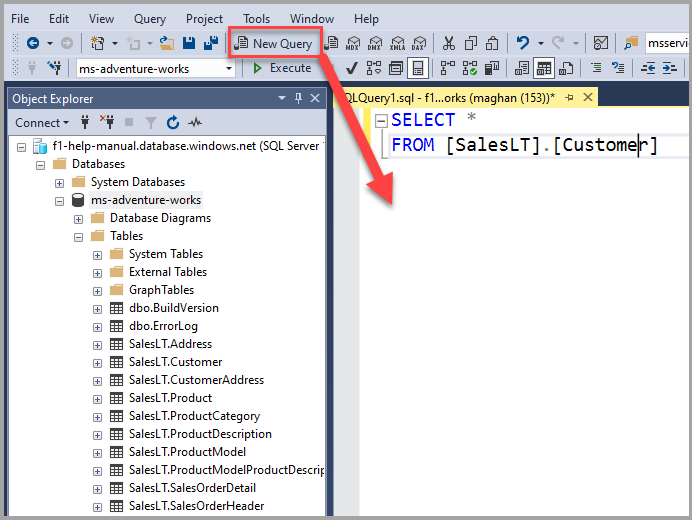 File Edit View Query Project Tools Window Help
New Query MDX DMX XMLA DAX msservi
ms-adventure-works Execute
Object Explorer
SQLQuery1.sql - f1...orks (maghan (153))*
Connect
SELECT *
FROM [SalesLT].[Customer]
f1-help-manual.database.windows.net (SQL Server
Databases
System Databases
ms-adventure-works
Database Diagrams
Tables
System Tables
External Tables
GraphTables
dbo.BuildVersion
dbo.ErrorLog
SalesLT.Address
SalesLT.Customer
SalesLT.CustomerAddress
SalesLT.Product
SalesLT.ProductCategory
SalesLT.ProductDescription
SalesLT.ProductModel
SalesLT.ProductModelProductDescrip
SalesLT.SalesOrderDetail
SalesLT.SalesOrderHeader